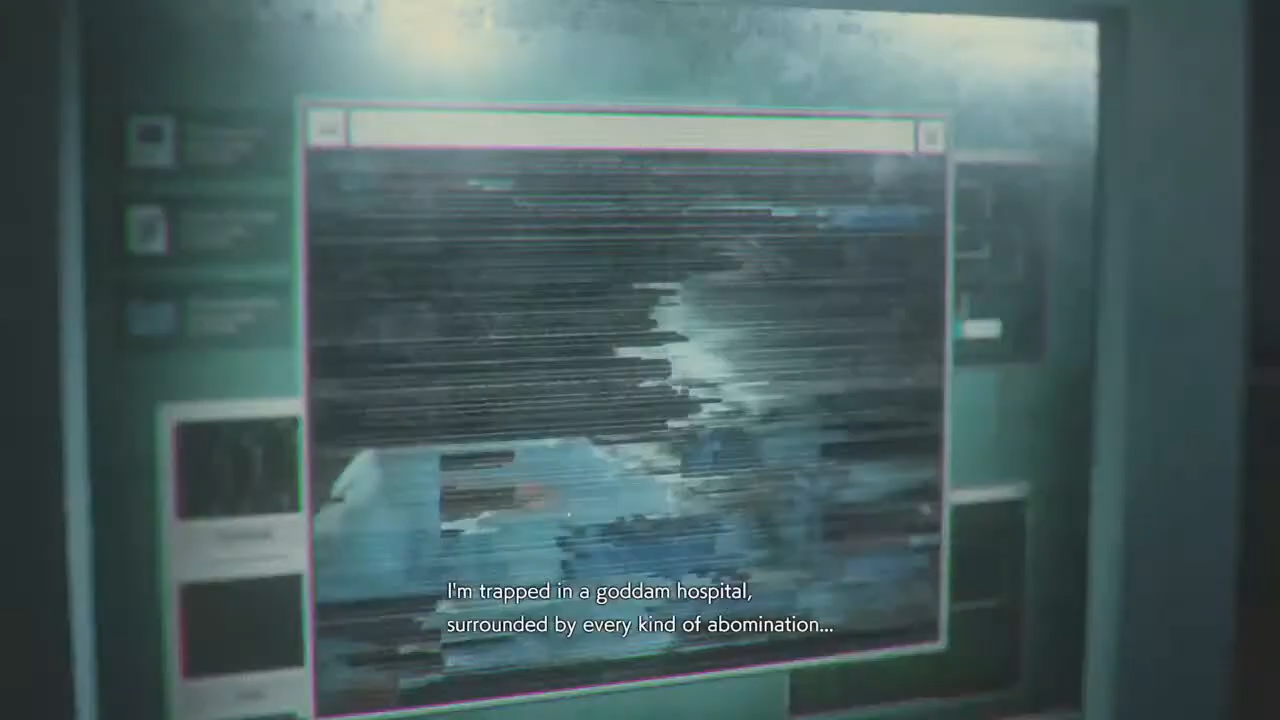 I'm trapped in a goddam hospital,
surrounded by every kind of abomination...